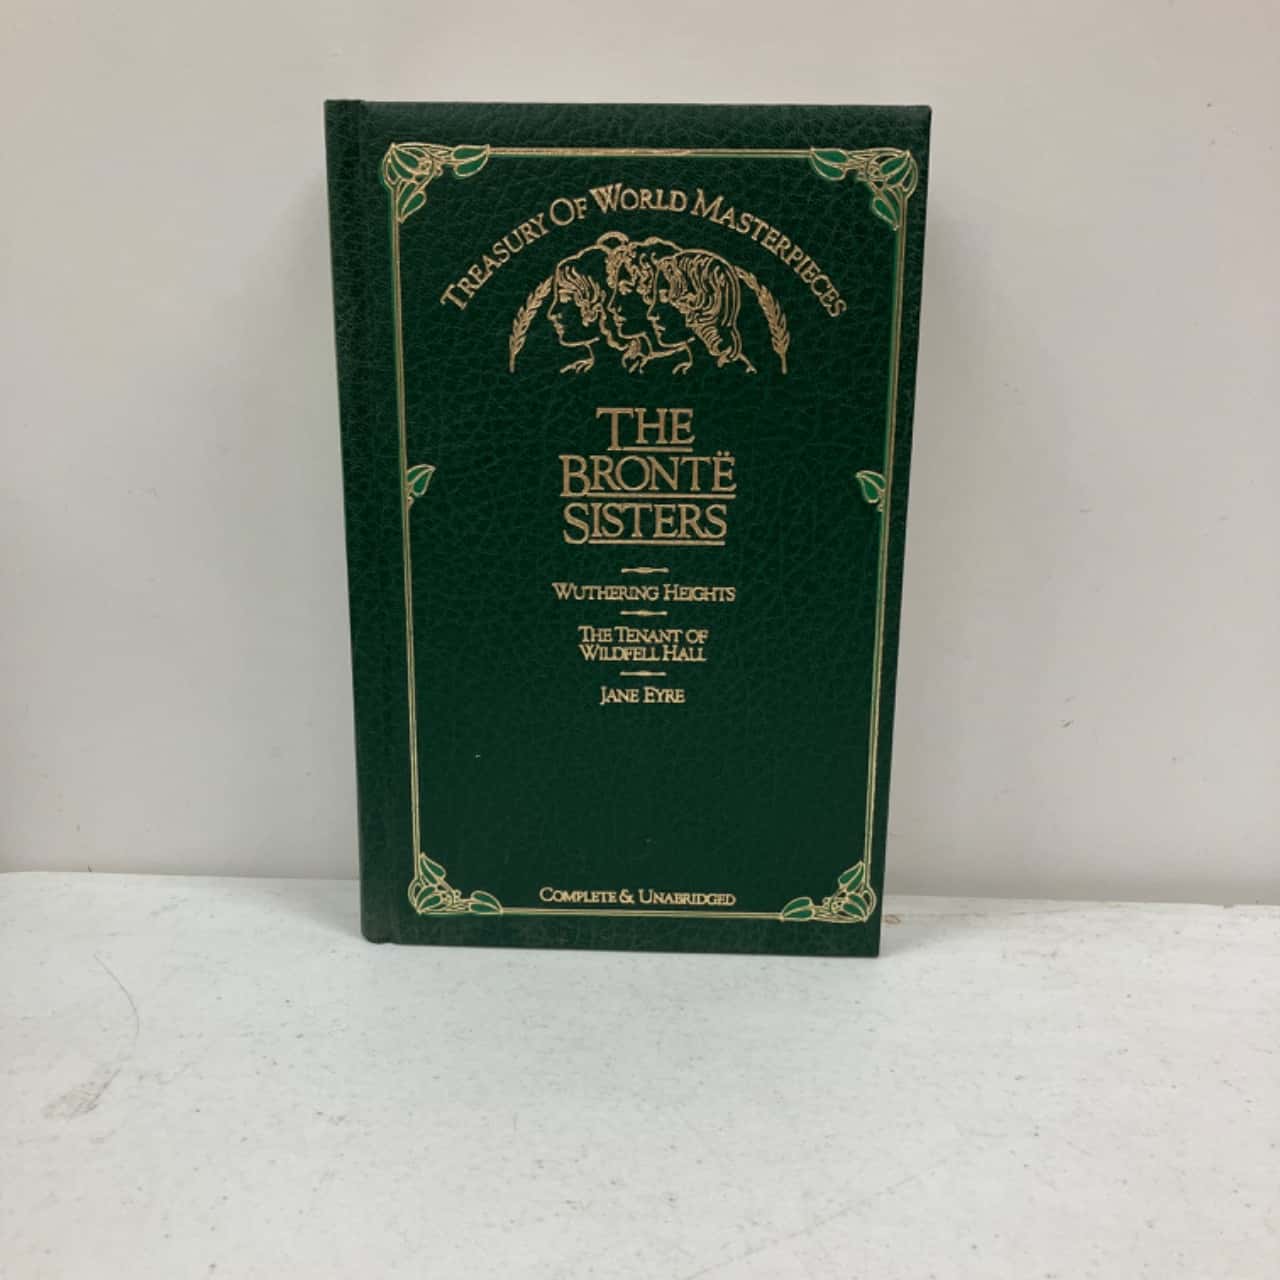 TREASURY OF WORLD MASTERPIECES
THE
BRONTË
SISTERS
WUTHERING HEIGHTS
THE TENANT OF
WILDFELL HALL
JANE EYRE
COMPLETE & UNABRIDGED